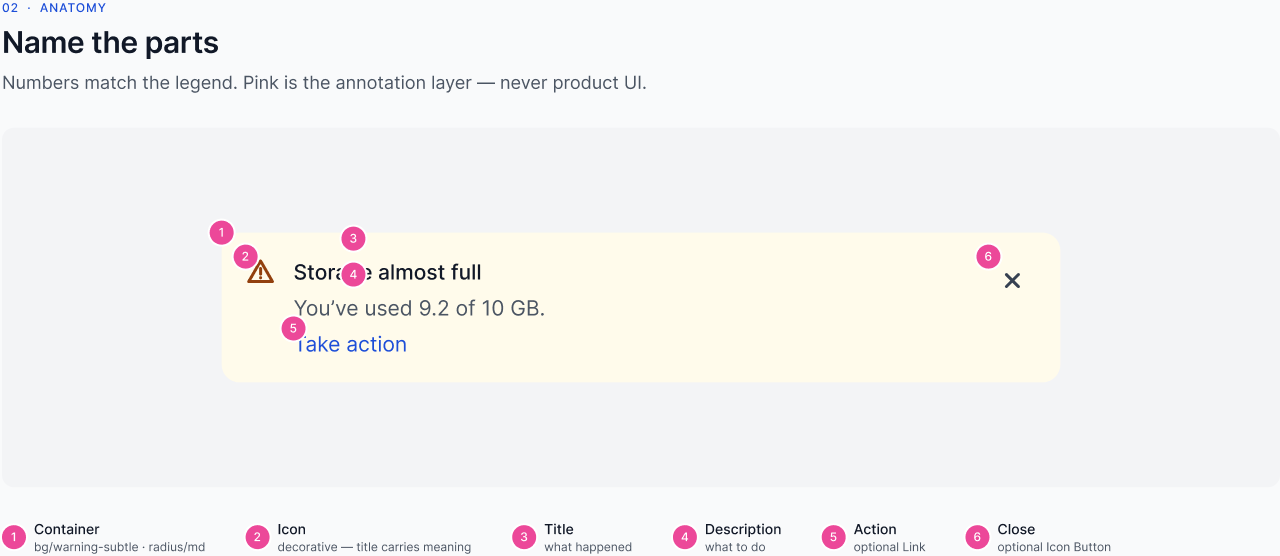 02 · ANATOMY
Name the parts
Numbers match the legend. Pink is the annotation layer — never product UI.
1
3
2
6
Storage almost full
4
You’ve used 9.2 of 10 GB.
5
Take action
1 Container
bg/warning-subtle · radius/md
2 Icon
decorative — title carries meaning
3 Title
what happened
4 Description
what to do
5 Action
optional Link
6 Close
optional Icon Button